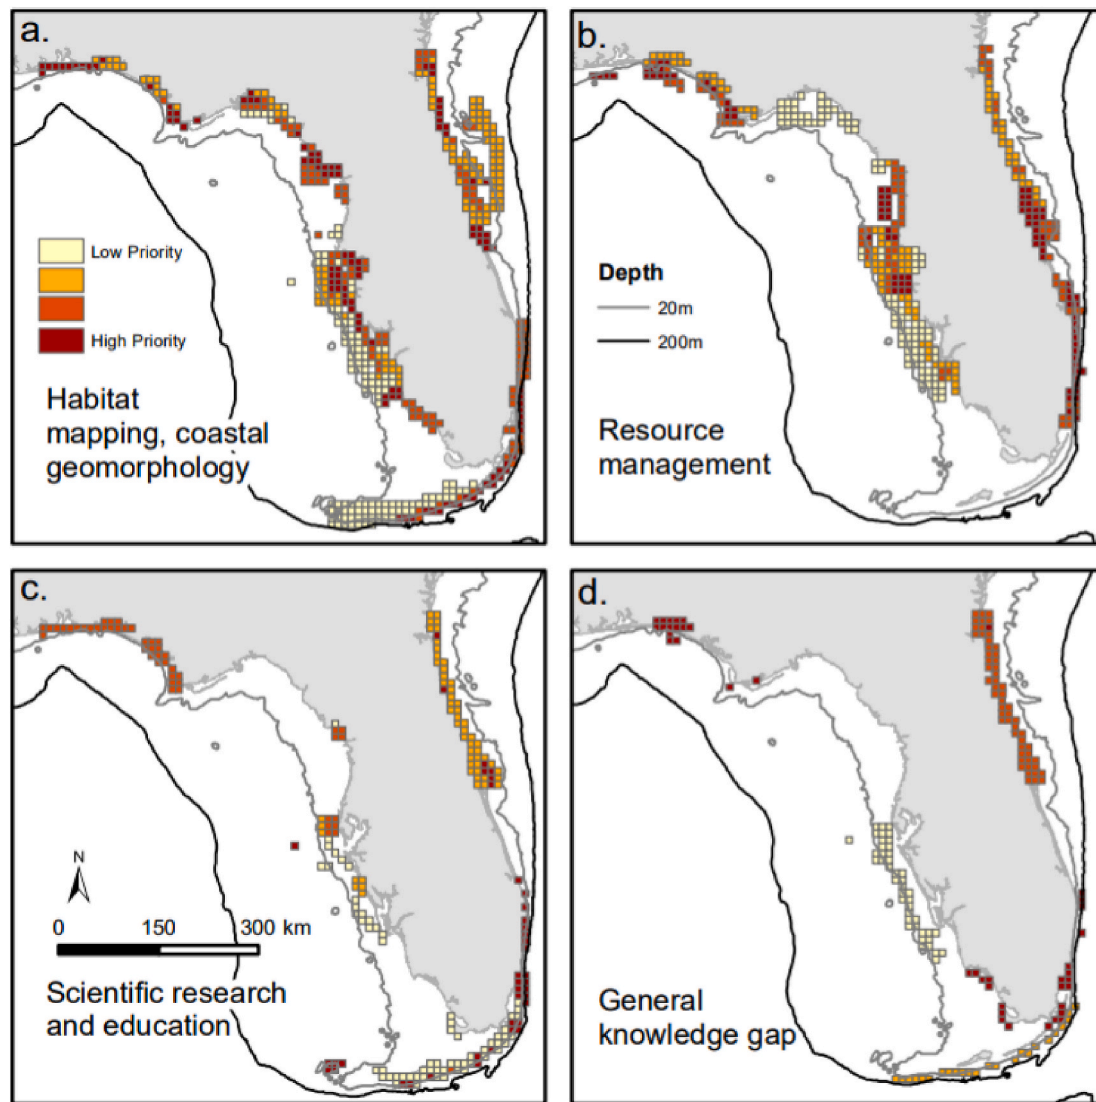 a.
Low Priority
High Priority
Habitat
mapping, coastal
geomorphology
b.
Depth
20m
200m
Resource
management
c.
N
0 150 300 km
Scientific research
and education
d.
General
knowledge gap